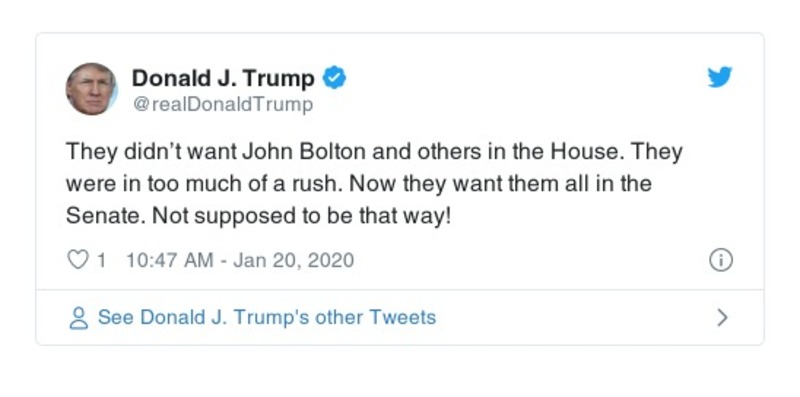 Donald J. Trump
@realDonaldTrump
They didn’t want John Bolton and others in the House. They
were in too much of a rush. Now they want them all in the
Senate. Not supposed to be that way!
1 10:47 AM - Jan 20, 2020
See Donald J. Trump's other Tweets